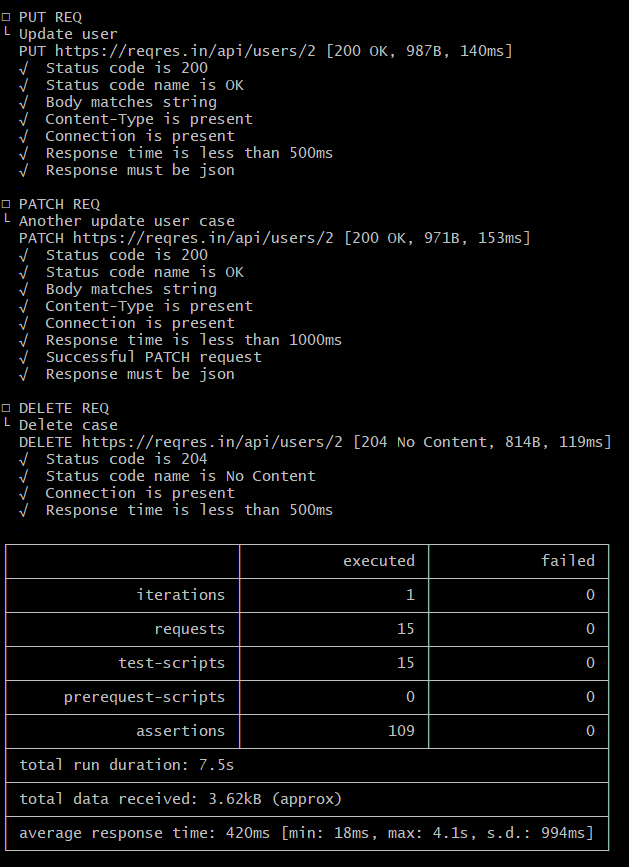 □ PUT REQ
└ Update user
PUT https://reqres.in/api/users/2 [200 OK, 987B, 140ms]
√ Status code is 200
√ Status code name is OK
√ Body matches string
√ Content-Type is present
√ Connection is present
√ Response time is less than 500ms
√ Response must be json
□ PATCH REQ
└ Another update user case
PATCH https://reqres.in/api/users/2 [200 OK, 971B, 153ms]
√ Status code is 200
√ Status code name is OK
√ Body matches string
√ Content-Type is present
√ Connection is present
√ Response time is less than 1000ms
√ Successful PATCH request
√ Response must be json
□ DELETE REQ
└ Delete case
DELETE https://reqres.in/api/users/2 [204 No Content, 814B, 119ms]
√ Status code is 204
√ Status code name is No Content
√ Connection is present
√ Response time is less than 500ms
executed failed
iterations 1 0
requests 15 0
test-scripts 15 0
prerequest-scripts 0 0
assertions 109 0
total run duration: 7.5s
total data received: 3.62kB (approx)
average response time: 420ms [min: 18ms, max: 4.1s, s.d.: 994ms]